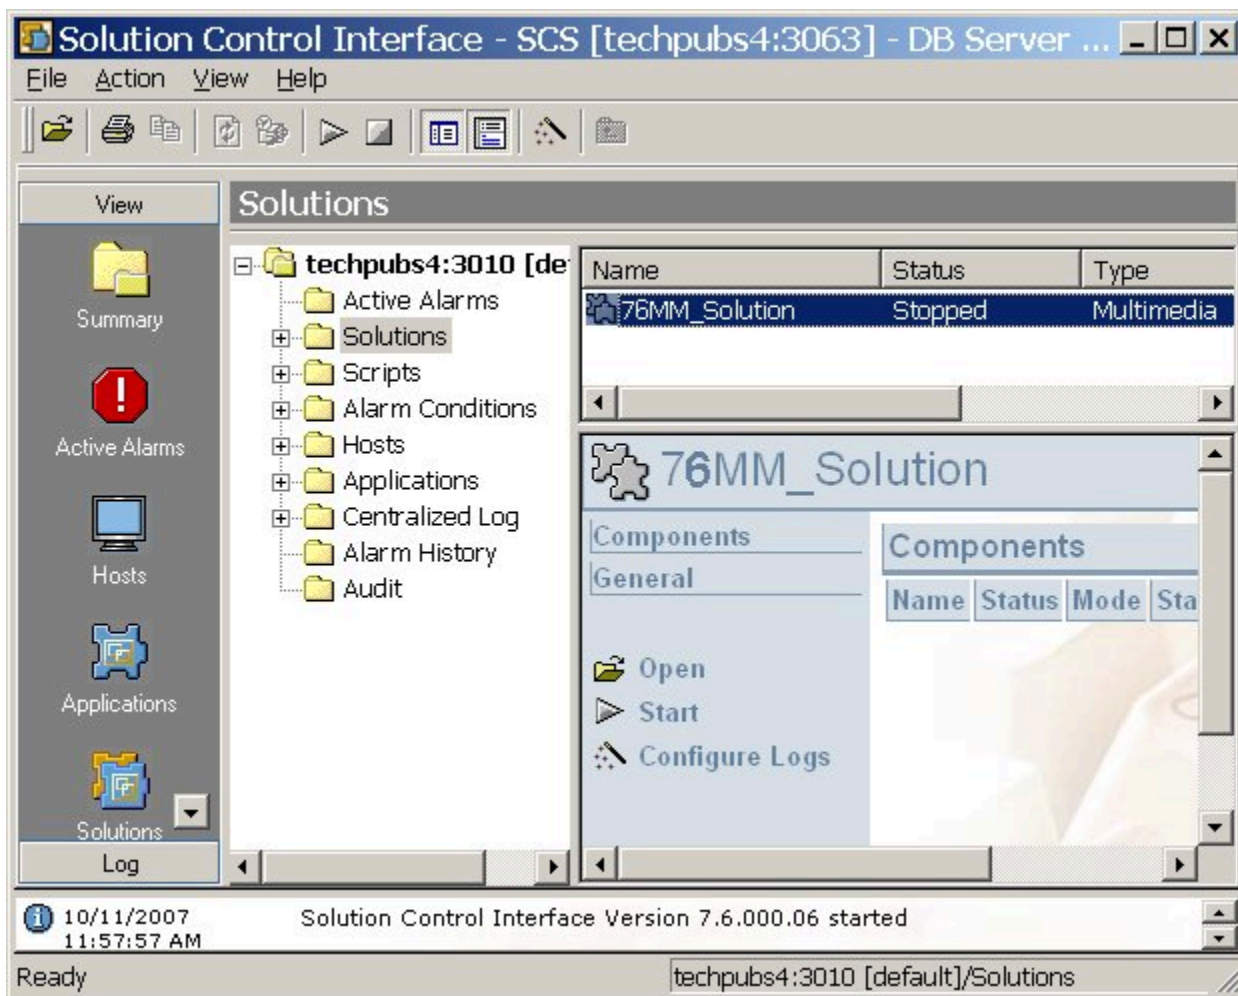 Solution Control Interface - SCS [techpubs4:3063] - DB Server ...
File Action View Help
View
Summary
Active Alarms
Hosts
Applications
Solutions
Log
Solutions
techpubs4:3010 [de
Active Alarms
Solutions
Scripts
Alarm Conditions
Hosts
Applications
Centralized Log
Alarm History
Audit
Name Status Type
76MM_Solution Stopped Multimedia
76MM_Solution
Components
General
Open
Start
Configure Logs
Components
Name Status Mode Sta
10/11/2007 Solution Control Interface Version 7.6.000.06 started
11:57:57 AM
Ready techpubs4:3010 [default]/Solutions